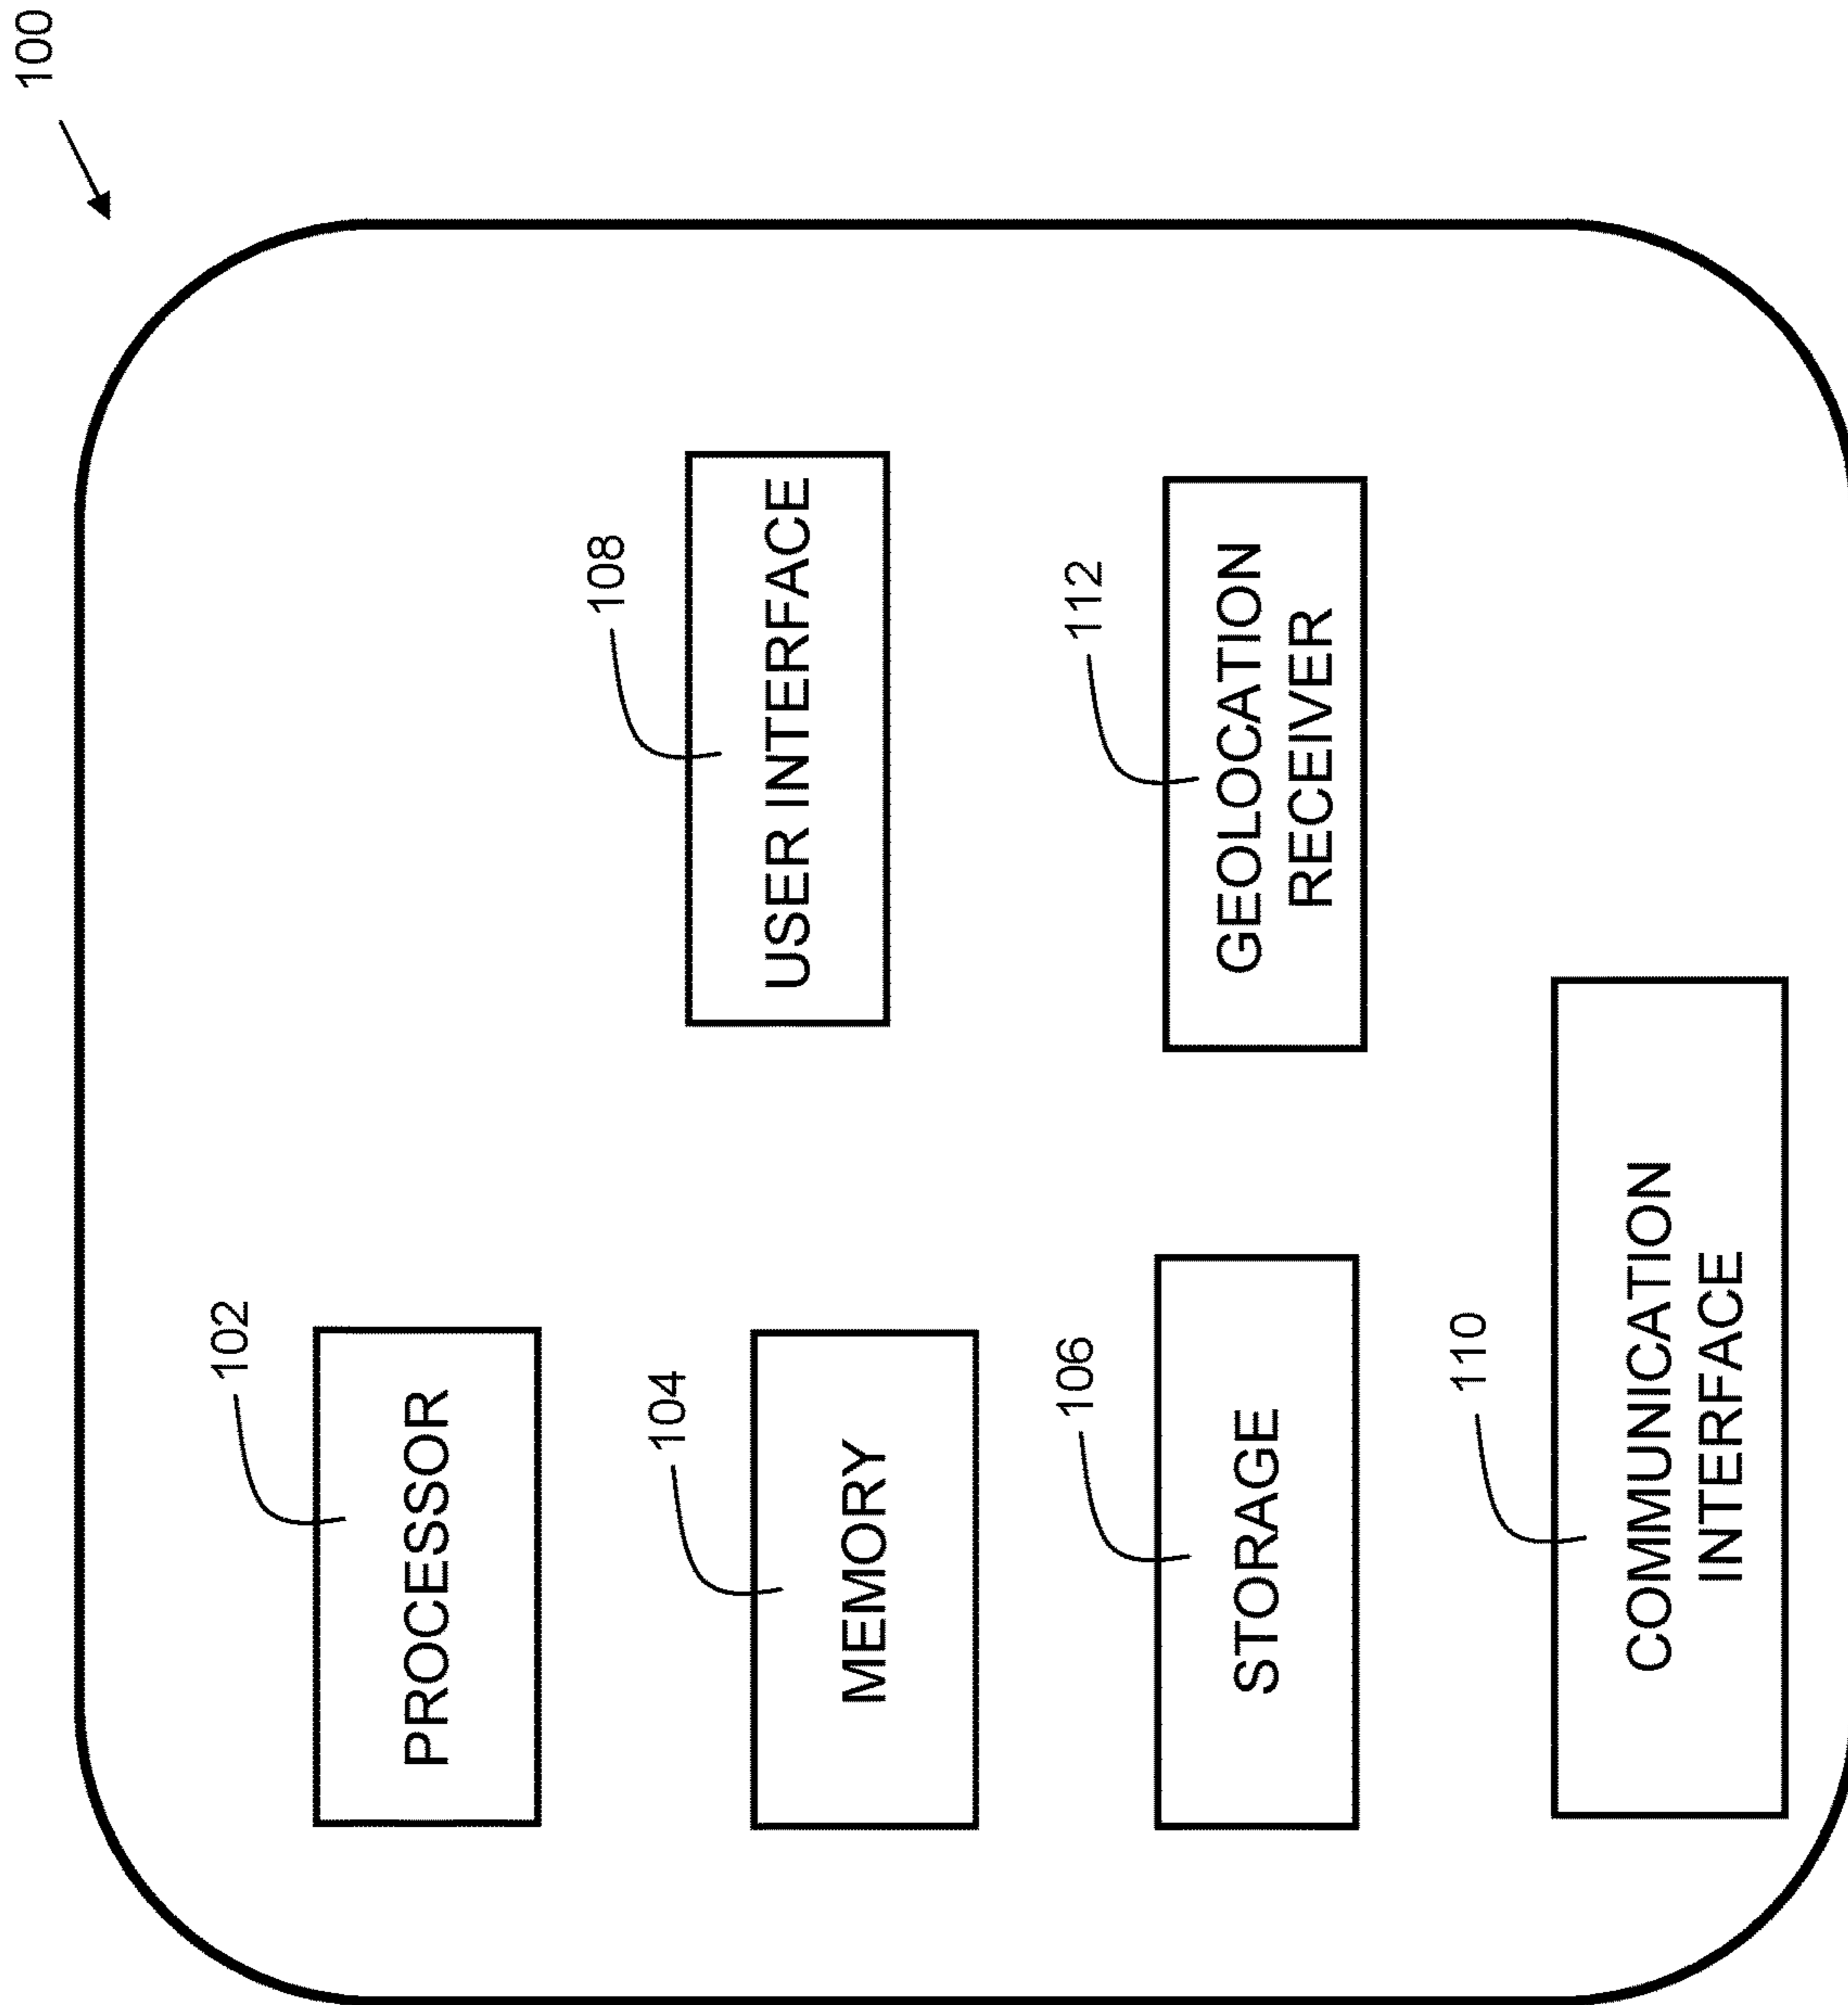 100
102
PROCESSOR
104
MEMORY
106
STORAGE
108
USER INTERFACE
110
COMMUNICATION
INTERFACE
112
GEOLOCATION
RECEIVER